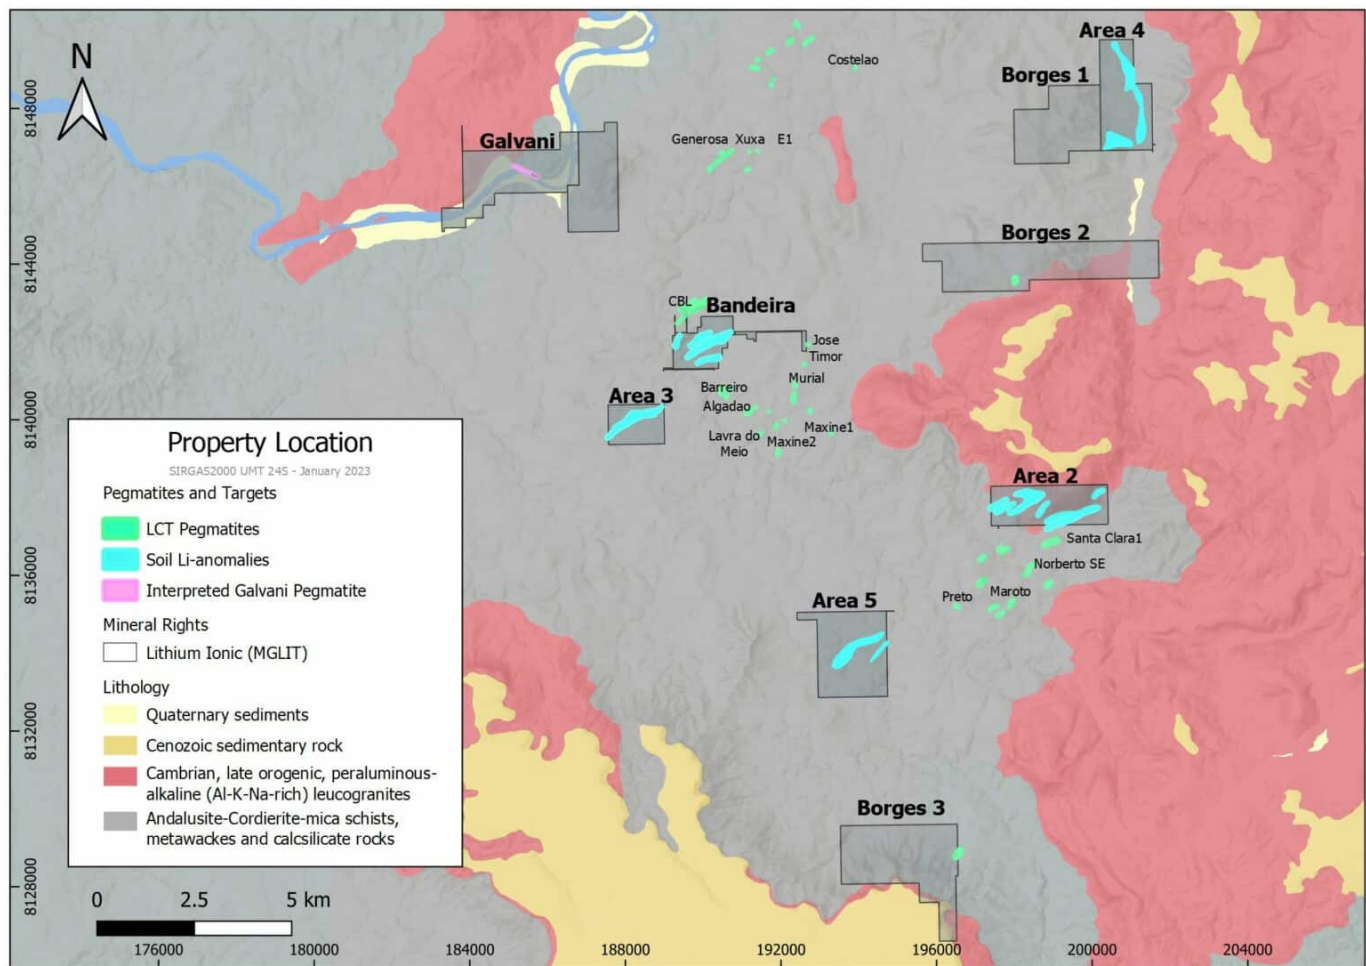 N
Area 4
Costelao
Borges 1
Galvani
Generosa Xuxa E1
Borges 2
CBL
Bandeira
Jose
Timor
Murial
Barreiro
Area 3
Algadao
Maxine1
Lavra do
Meio
Maxine2
Area 2
Santa Clara1
Norberto SE
Preto
Maroto
Area 5
Borges 3
Property Location
SIRGAS2000 UMT 24S - January 2023
Pegmatites and Targets
LCT Pegmatites
Soil Li-anomalies
Interpreted Galvani Pegmatite
Mineral Rights
Lithium Ionic (MGLIT)
Lithology
Quaternary sediments
Cenozoic sedimentary rock
Cambrian, late orogenic, peraluminous-
alkaline (Al-K-Na-rich) leucogranites
Andalusite-Cordierite-mica schists,
metawackes and calcsilicate rocks
0 2.5 5 km
8148000
8144000
8140000
8136000
8132000
8128000
176000 180000 184000 188000 192000 196000 200000 204000